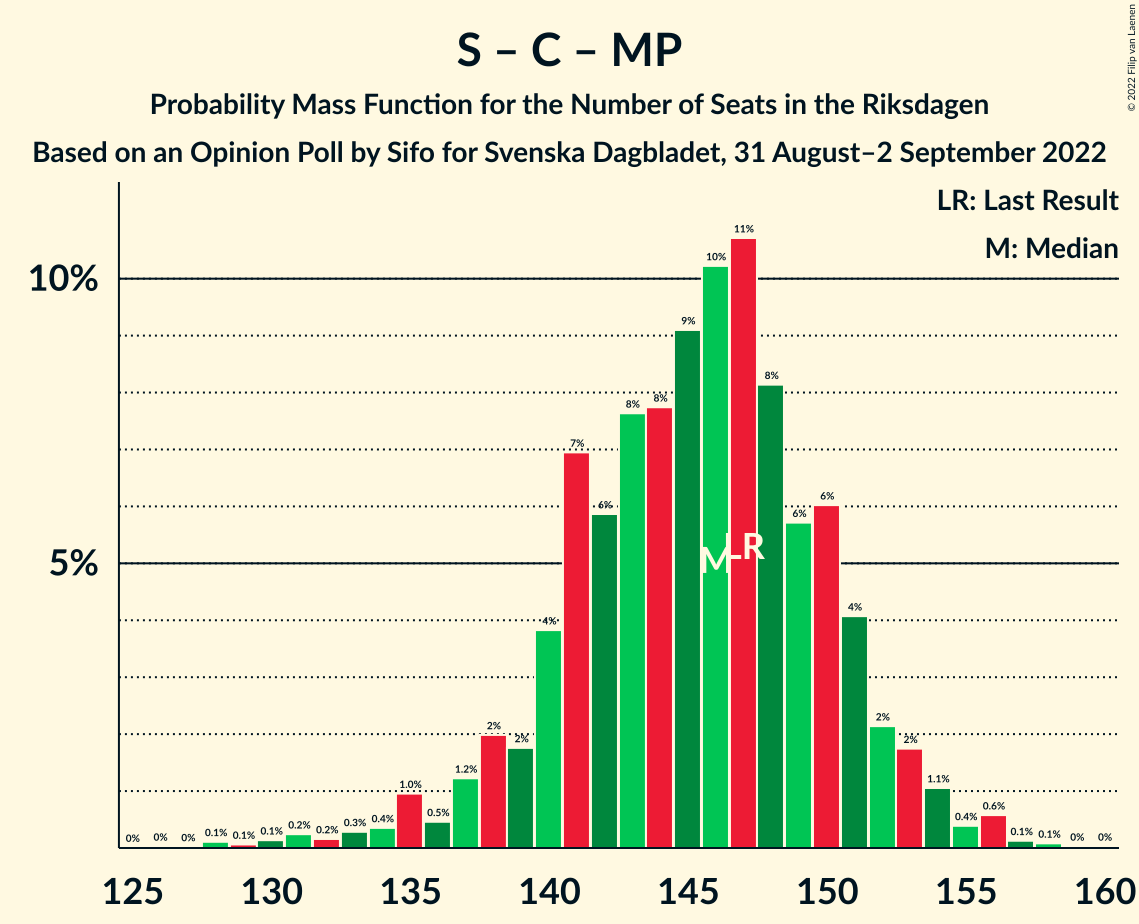 © 2022 Filip van Laenen
S – C – MP
Probability Mass Function for the Number of Seats in the Riksdagen
Based on an Opinion Poll by Sifo for Svenska Dagbladet, 31 August–2 September 2022
LR: Last Result
M: Median
10%
5%
0% 0% 0% 0.1% 0.1% 0.1% 0.2% 0.2% 0.3% 0.4% 1.0% 0.5% 1.2% 2% 2% 4% 7% 6% 8% 8% 9% 10% 11% 8% 6% 6% 4% 2% 2% 1.1% 0.4% 0.6% 0.1% 0.1% 0% 0%
M LR
125 130 135 140 145 150 155 160